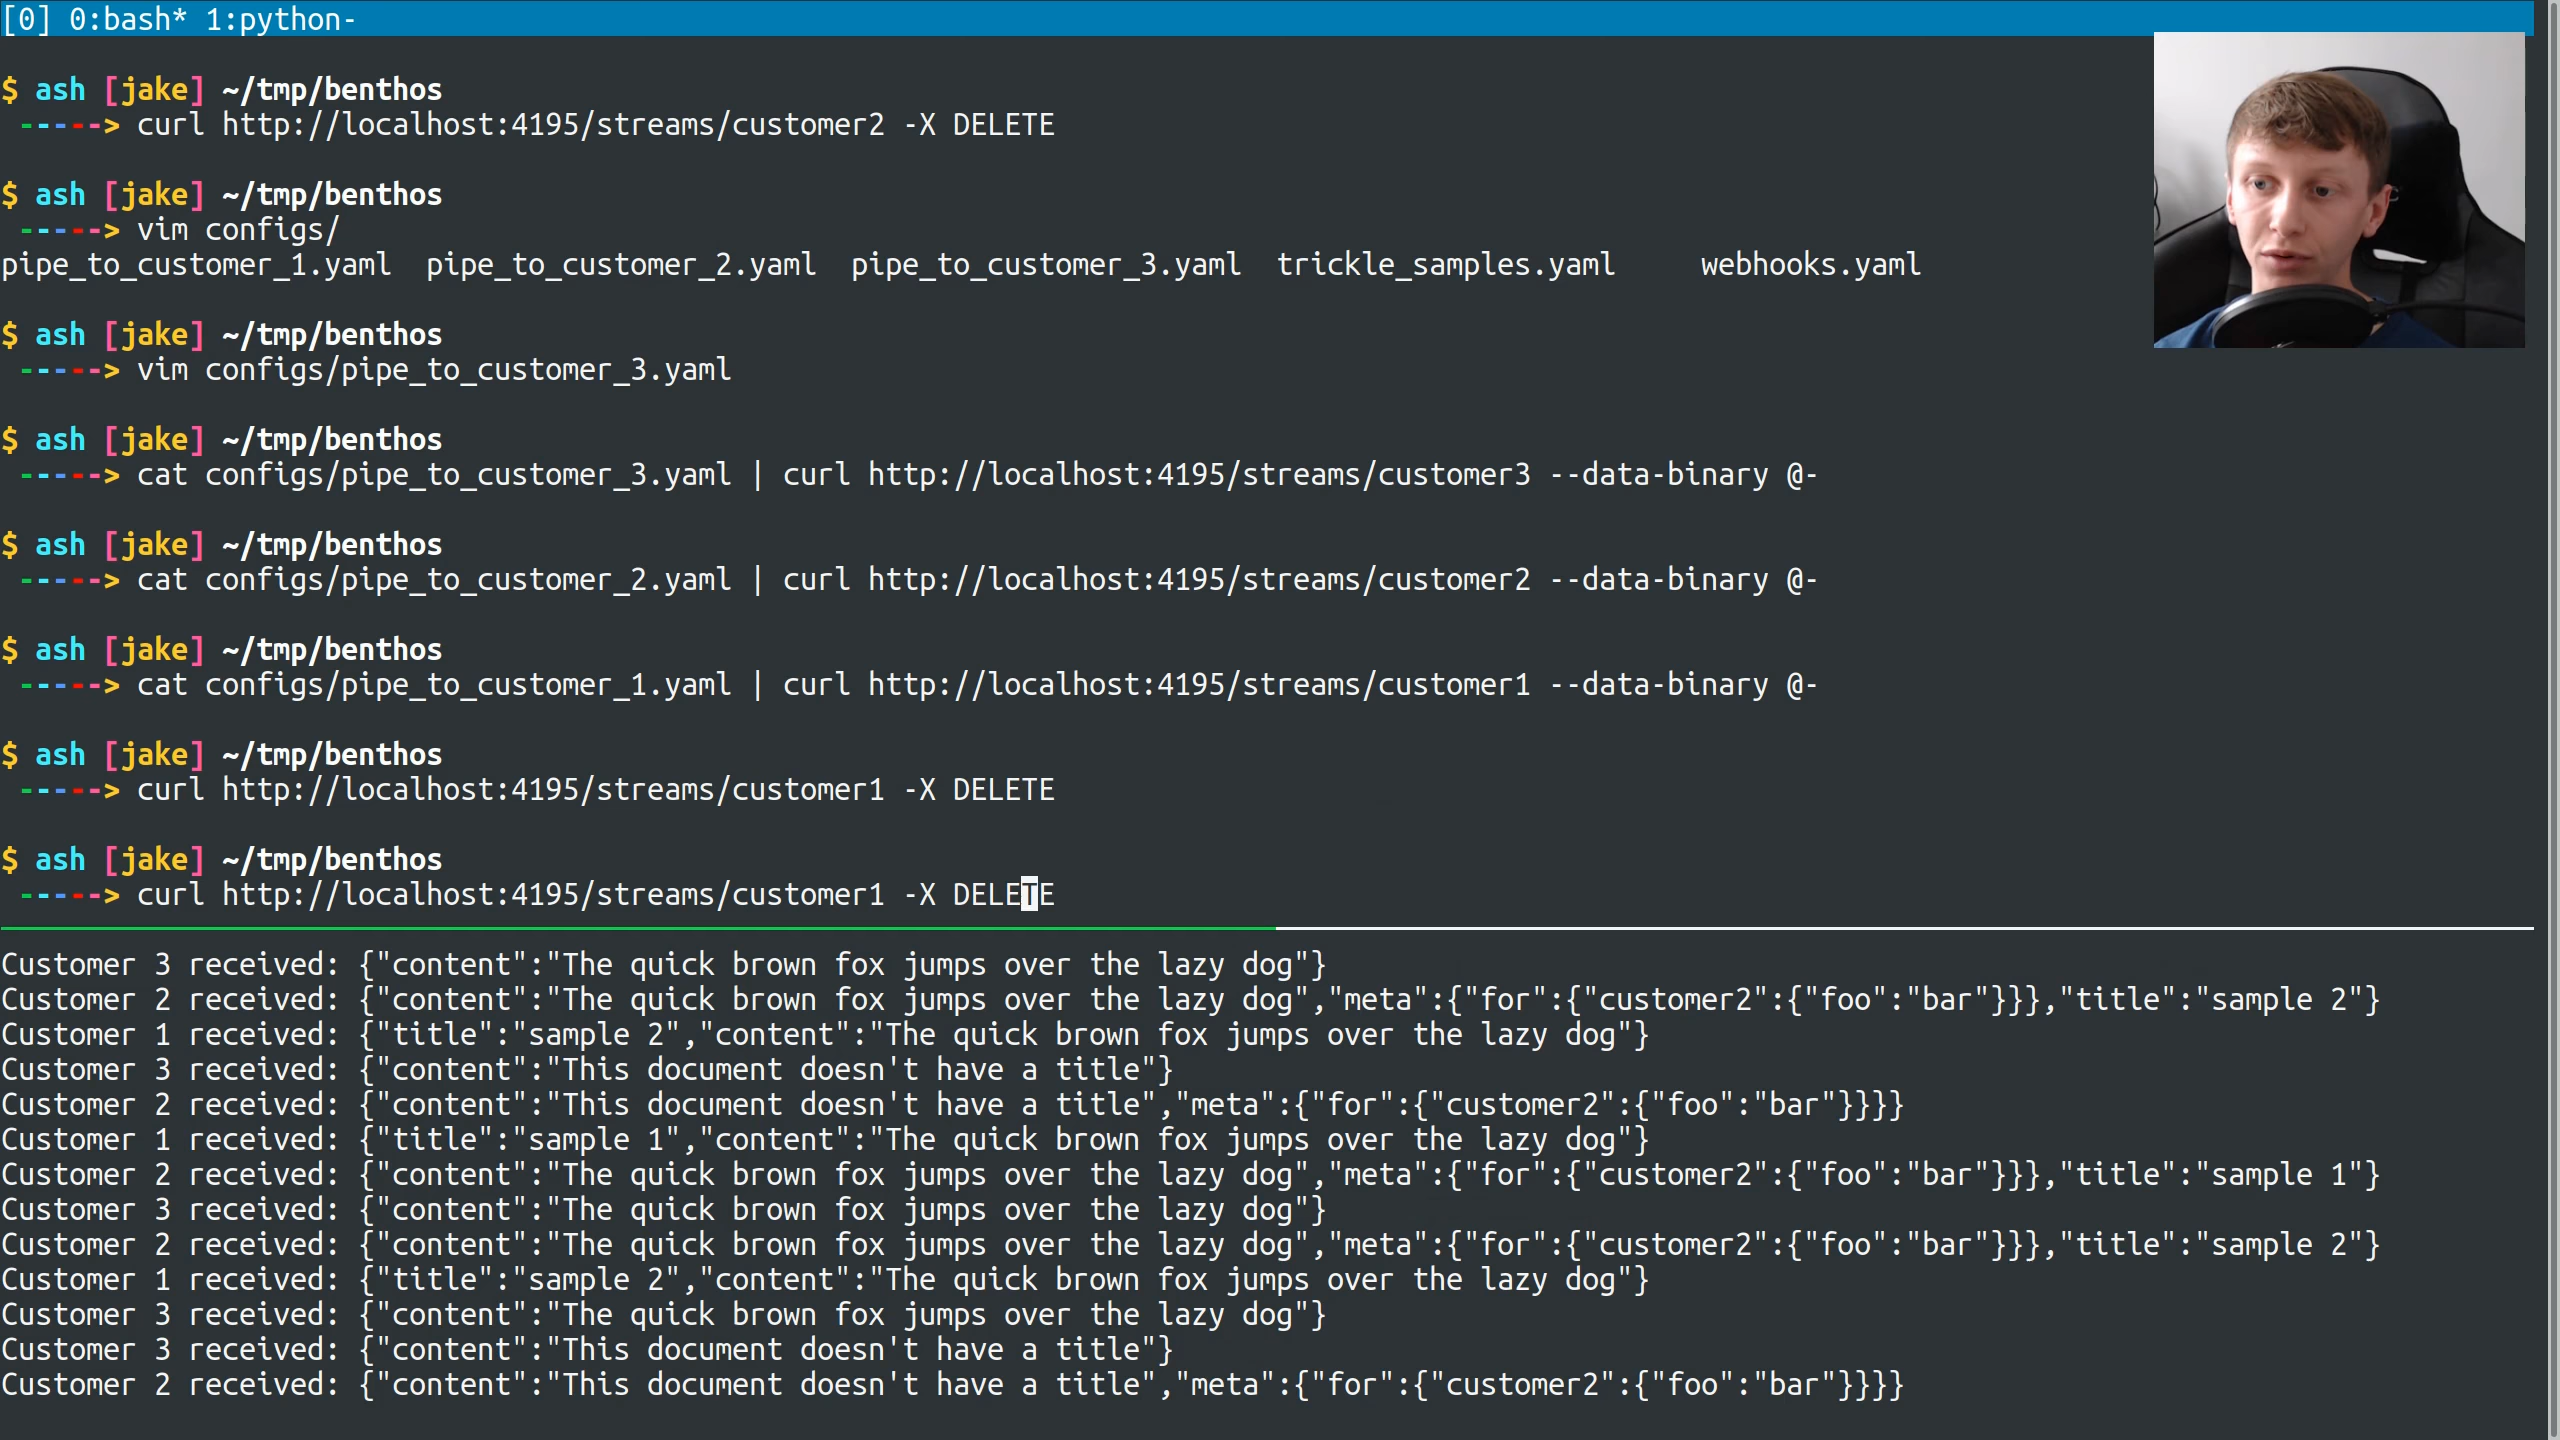 [0] 0:bash* 1:python-
$ ash [jake] ~/tmp/benthos
-----> curl http://localhost:4195/streams/customer2 -X DELETE
$ ash [jake] ~/tmp/benthos
-----> vim configs/
pipe_to_customer_1.yaml  pipe_to_customer_2.yaml  pipe_to_customer_3.yaml  trickle_samples.yaml     webhooks.yaml
$ ash [jake] ~/tmp/benthos
-----> vim configs/pipe_to_customer_3.yaml
$ ash [jake] ~/tmp/benthos
-----> cat configs/pipe_to_customer_3.yaml | curl http://localhost:4195/streams/customer3 --data-binary @-
$ ash [jake] ~/tmp/benthos
-----> cat configs/pipe_to_customer_2.yaml | curl http://localhost:4195/streams/customer2 --data-binary @-
$ ash [jake] ~/tmp/benthos
-----> cat configs/pipe_to_customer_1.yaml | curl http://localhost:4195/streams/customer1 --data-binary @-
$ ash [jake] ~/tmp/benthos
-----> curl http://localhost:4195/streams/customer1 -X DELETE
$ ash [jake] ~/tmp/benthos
-----> curl http://localhost:4195/streams/customer1 -X DELETE
Customer 3 received: {"content":"The quick brown fox jumps over the lazy dog"}
Customer 2 received: {"content":"The quick brown fox jumps over the lazy dog","meta":{"for":{"customer2":{"foo":"bar"}}},"title":"sample 2"}
Customer 1 received: {"title":"sample 2","content":"The quick brown fox jumps over the lazy dog"}
Customer 3 received: {"content":"This document doesn't have a title"}
Customer 2 received: {"content":"This document doesn't have a title","meta":{"for":{"customer2":{"foo":"bar"}}}}
Customer 1 received: {"title":"sample 1","content":"The quick brown fox jumps over the lazy dog"}
Customer 2 received: {"content":"The quick brown fox jumps over the lazy dog","meta":{"for":{"customer2":{"foo":"bar"}}},"title":"sample 1"}
Customer 3 received: {"content":"The quick brown fox jumps over the lazy dog"}
Customer 2 received: {"content":"The quick brown fox jumps over the lazy dog","meta":{"for":{"customer2":{"foo":"bar"}}},"title":"sample 2"}
Customer 1 received: {"title":"sample 2","content":"The quick brown fox jumps over the lazy dog"}
Customer 3 received: {"content":"The quick brown fox jumps over the lazy dog"}
Customer 3 received: {"content":"This document doesn't have a title"}
Customer 2 received: {"content":"This document doesn't have a title","meta":{"for":{"customer2":{"foo":"bar"}}}}